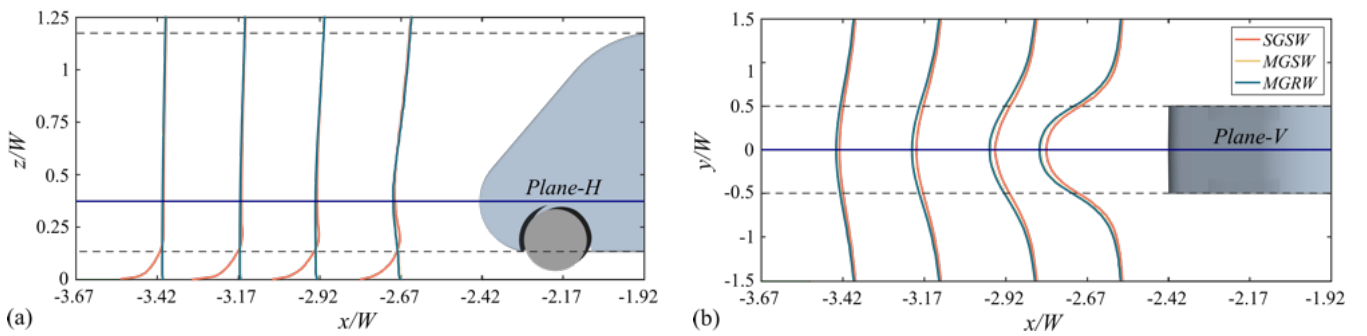 1.25
1
0.75
0.5
0.25
0
z/W
Plane-H
-3.67 -3.42 -3.17 -2.92 -2.67 -2.42 -2.17 -1.92
x/W
(a)
1.5
1
0.5
0
-0.5
-1
-1.5
y/W
SGSW
MGSW
MGRW
Plane-V
-3.67 -3.42 -3.17 -2.92 -2.67 -2.42 -2.17 -1.92
x/W
(b)